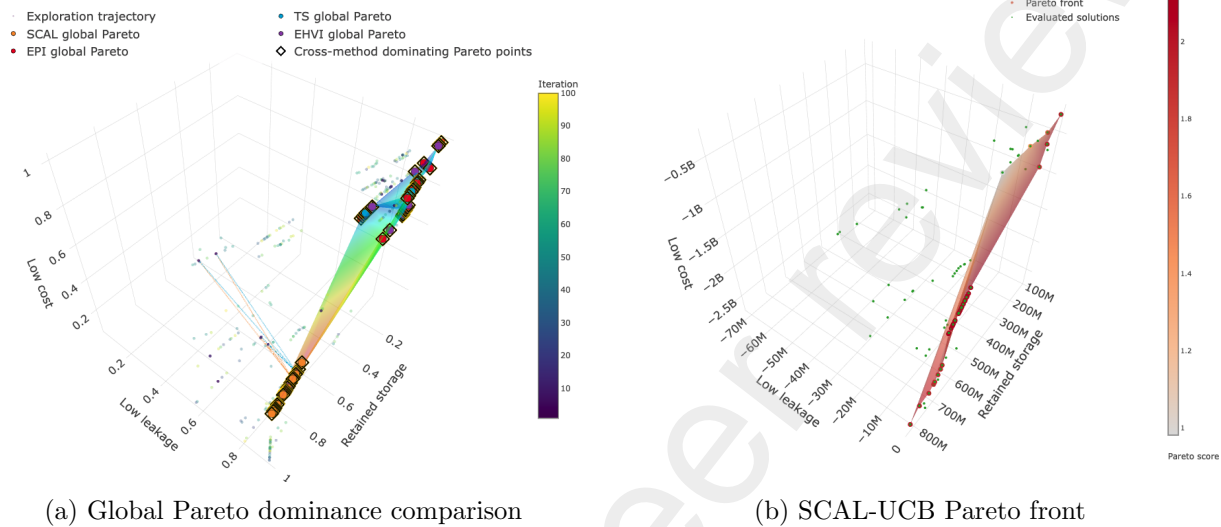 Exploration trajectory
SCAL global Pareto
EPI global Pareto
TS global Pareto
EHVI global Pareto
Cross-method dominating Pareto points
Iteration
100
90
80
70
60
50
40
30
20
10
1
0.8
0.6
0.4
0.2
Low cost
0.2
0.4
0.6
0.8
1
Low leakage
0.2
0.4
0.6
0.8
Retained storage
(a) Global Pareto dominance comparison
Pareto front
Evaluated solutions
2
1.8
1.6
1.4
1.2
1
Pareto score
−0.5B
−1B
−1.5B
−2B
−2.5B
Low cost
−70M
−60M
−50M
−40M
−30M
−20M
−10M
0
Low leakage
100M
200M
300M
400M
500M
600M
700M
800M
Retained storage
(b) SCAL-UCB Pareto front
eer review